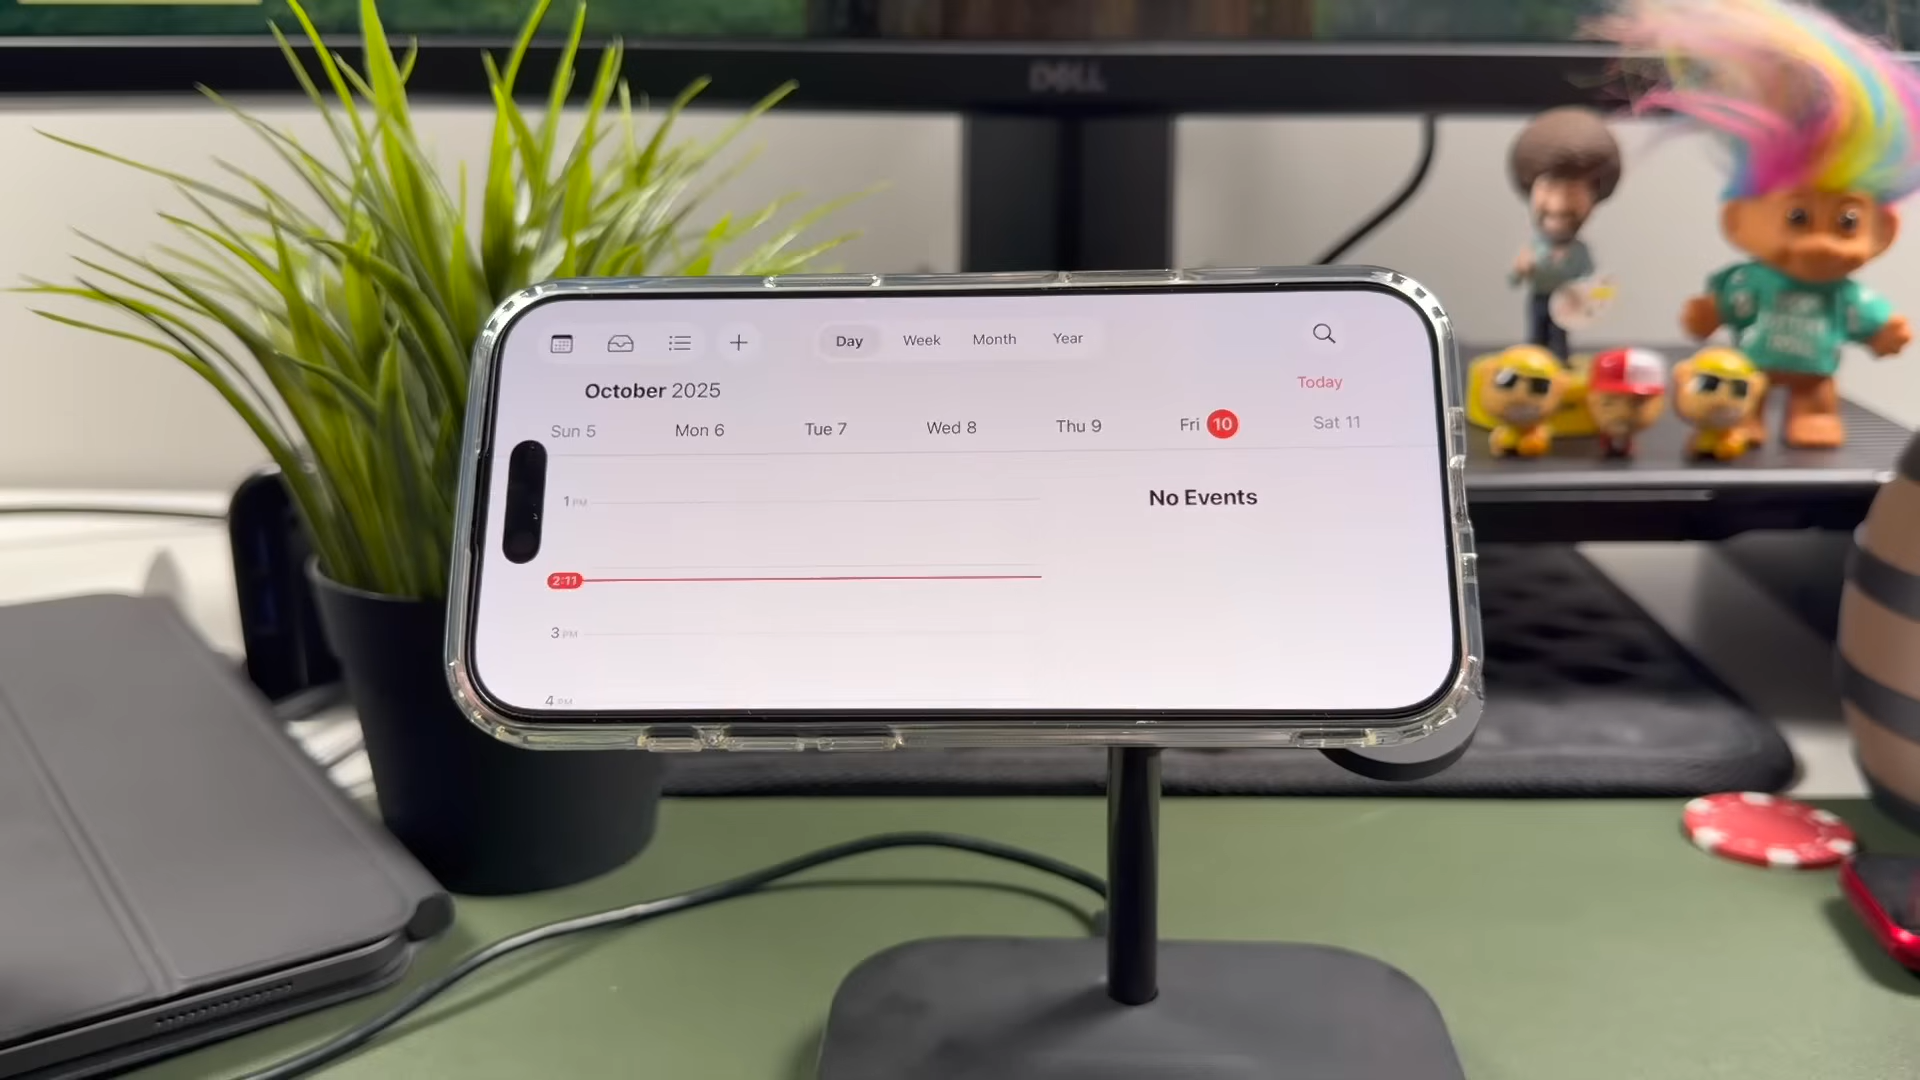 DELL
Day Week Month Year
October 2025
Today
Sun 5 Mon 6 Tue 7 Wed 8 Thu 9 Fri 10 Sat 11
1 PM
No Events
2:11
3 PM
4 PM